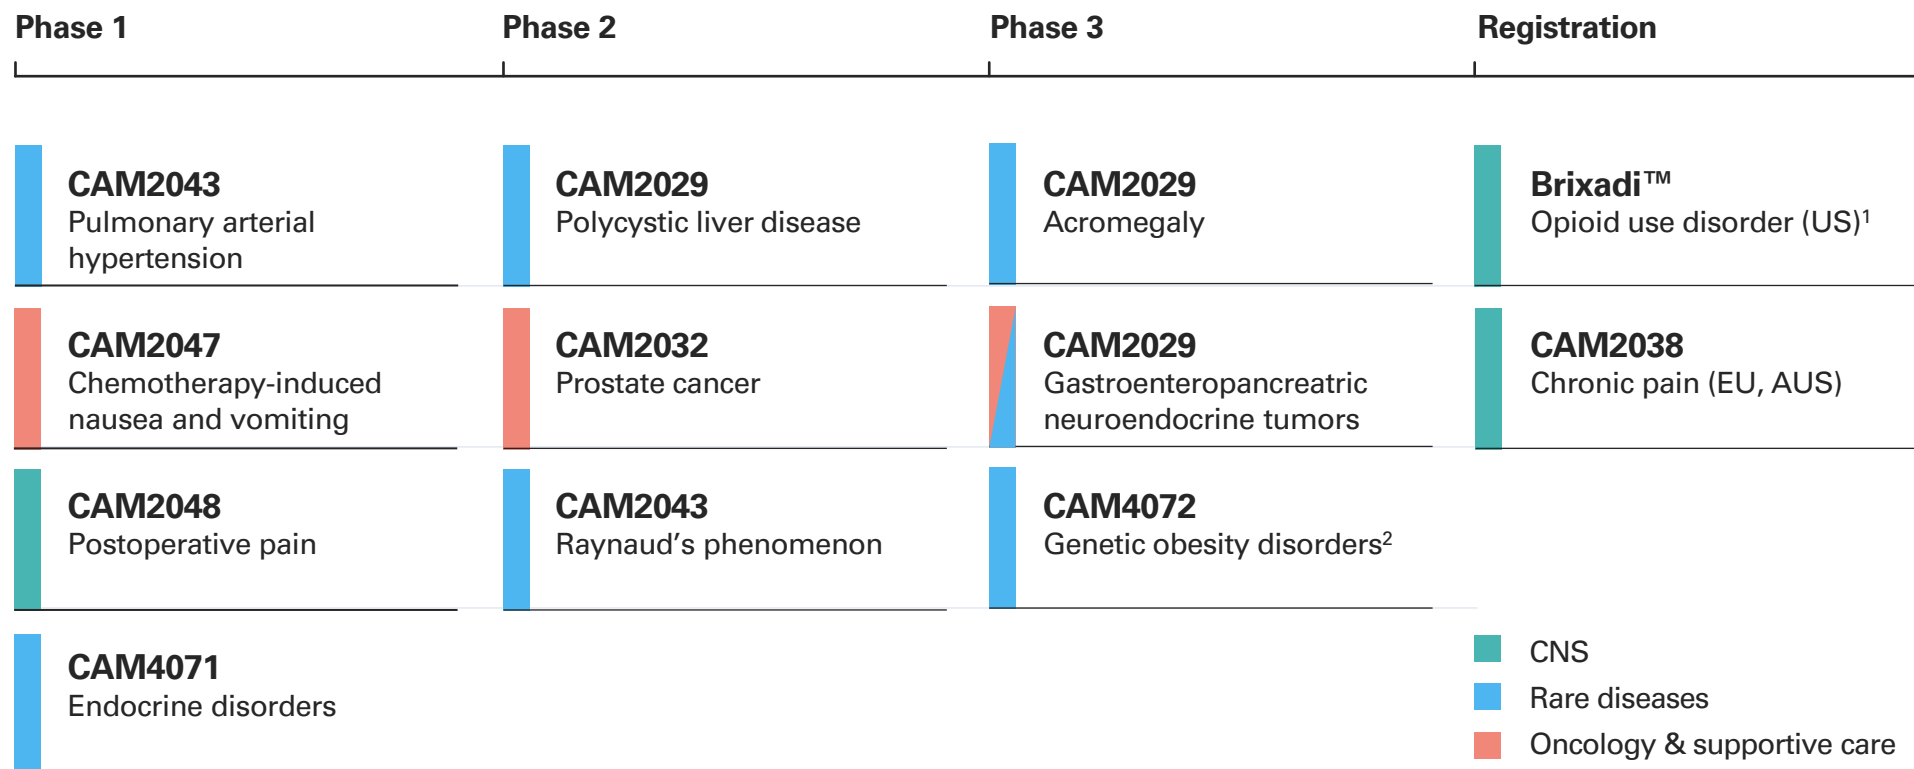 Phase 1
Phase 2
Phase 3
Registration
CAM2043
Pulmonary arterial
hypertension
CAM2029
Polycystic liver disease
CAM2029
Acromegaly
Brixadi™
Opioid use disorder (US)¹
CAM2047
Chemotherapy-induced
nausea and vomiting
CAM2032
Prostate cancer
CAM2029
Gastroenteropancreatric
neuroendocrine tumors
CAM2038
Chronic pain (EU, AUS)
CAM2048
Postoperative pain
CAM2043
Raynaud’s phenomenon
CAM4072
Genetic obesity disorders²
CAM4071
Endocrine disorders
CNS
Rare diseases
Oncology & supportive care